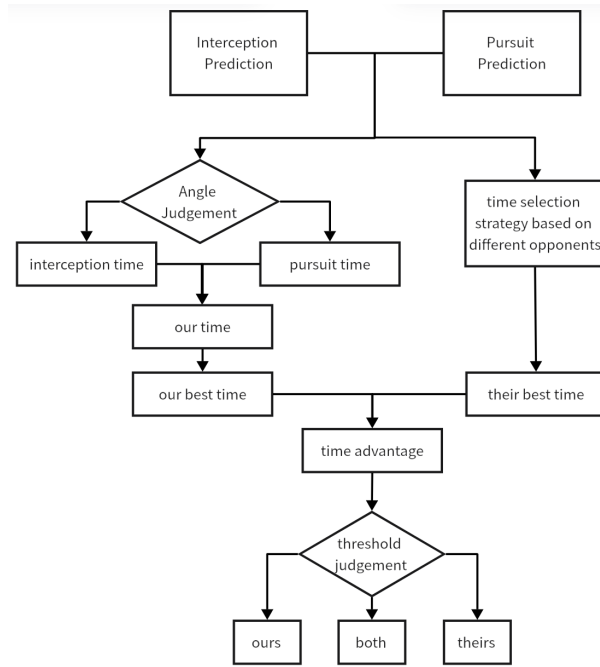 Interception
Prediction
Pursuit
Prediction
Angle
Judgement
time selection
strategy based on
different opponents
interception time
pursuit time
our time
our best time
their best time
time advantage
threshold
judgement
ours
both
theirs